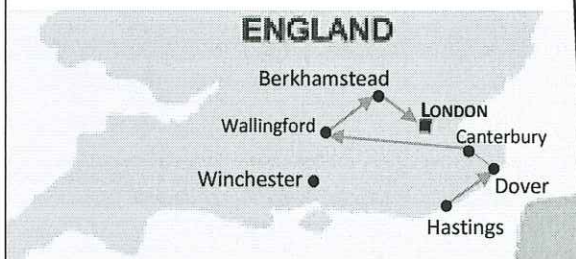 ENGLAND
Berkhamstead
LONDON
Wallingford
Canterbury
Winchester
Dover
Hastings